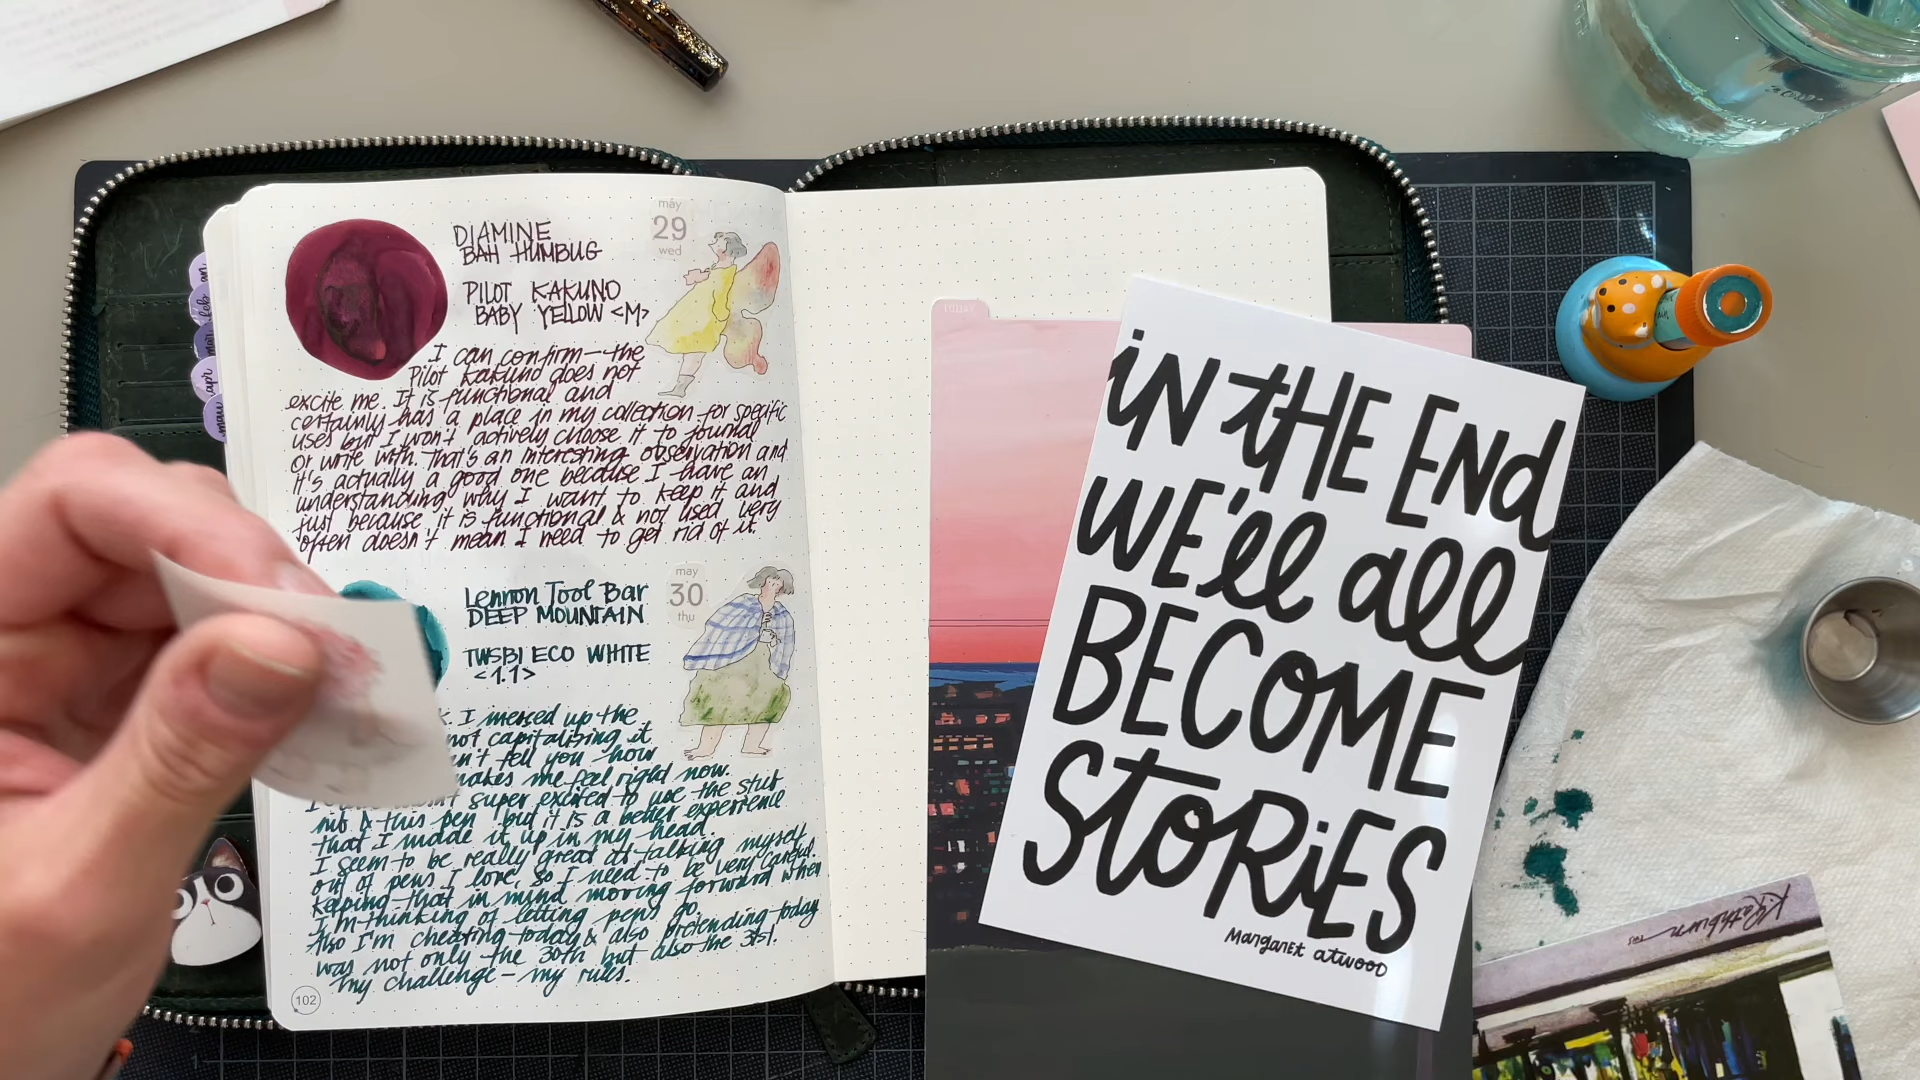 DIAMINE
BAH HUMBUG
PILOT KAKUNO
BABY YELLOW <M>
may
29
wed
I can confirm—the
Pilot Kakuno does not
excite me. It is functional and
certainly has a place in my collection for specific
uses but I won't actively choose it to journal
or write with. That's an interesting observation and
it's actually a good one because I have an
understanding why I want to keep it and
just because it is functional & not used very
often doesn't mean I need to get rid of it.
Lennon Tool Bar
DEEP MOUNTAIN
TWSBI ECO WHITE
<1.1>
may
30
thu
I messed up the
not capitalising it
tell you how
makes me feel right now.
super excited to use the stub
nib & this pen but it is a better experience
that I made it up in my head.
I seem to be really great at talking myself
out of pens I love, so I need to be very careful
keeping that in mind moving forward when
I'm thinking of letting pens go.
Also I'm cheating today & also pretending today
was not only the 30th but also the 31st.
My challenge — my rules.
102
jan
feb
mar
apr
may
FRIDAY
iN tHE ENd
WE'll all
BECOME
StoRiES
MaRgaREt atwooD
K. Rathburn